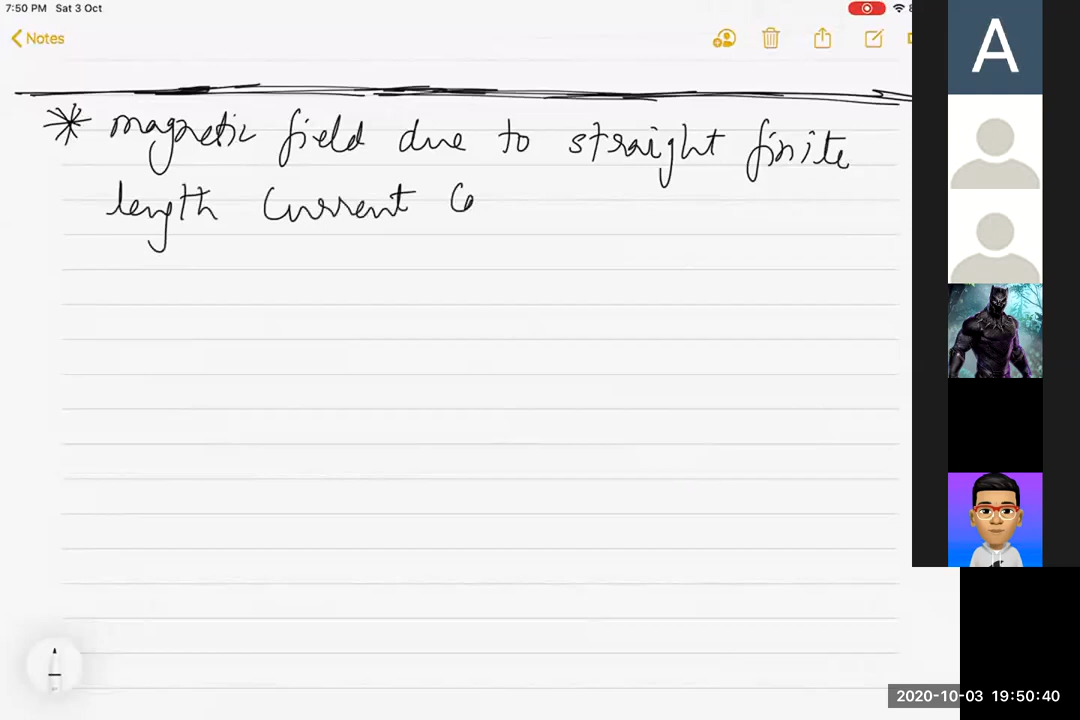 7:50 PM Sat 3 Oct
Notes
A
* magnetic field due to straight finite
length Current Co
2020-10-03 19:50:40